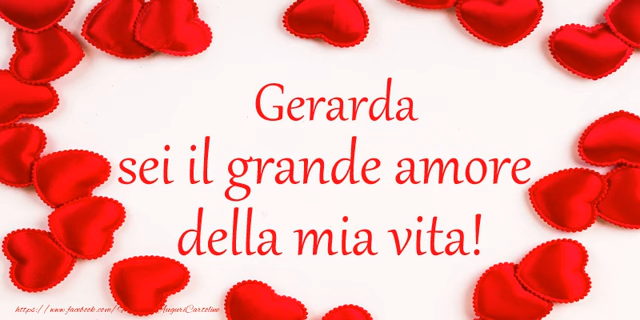 Gerarda
sei il grande amore
della mia vita!
https://www.facebook.com/